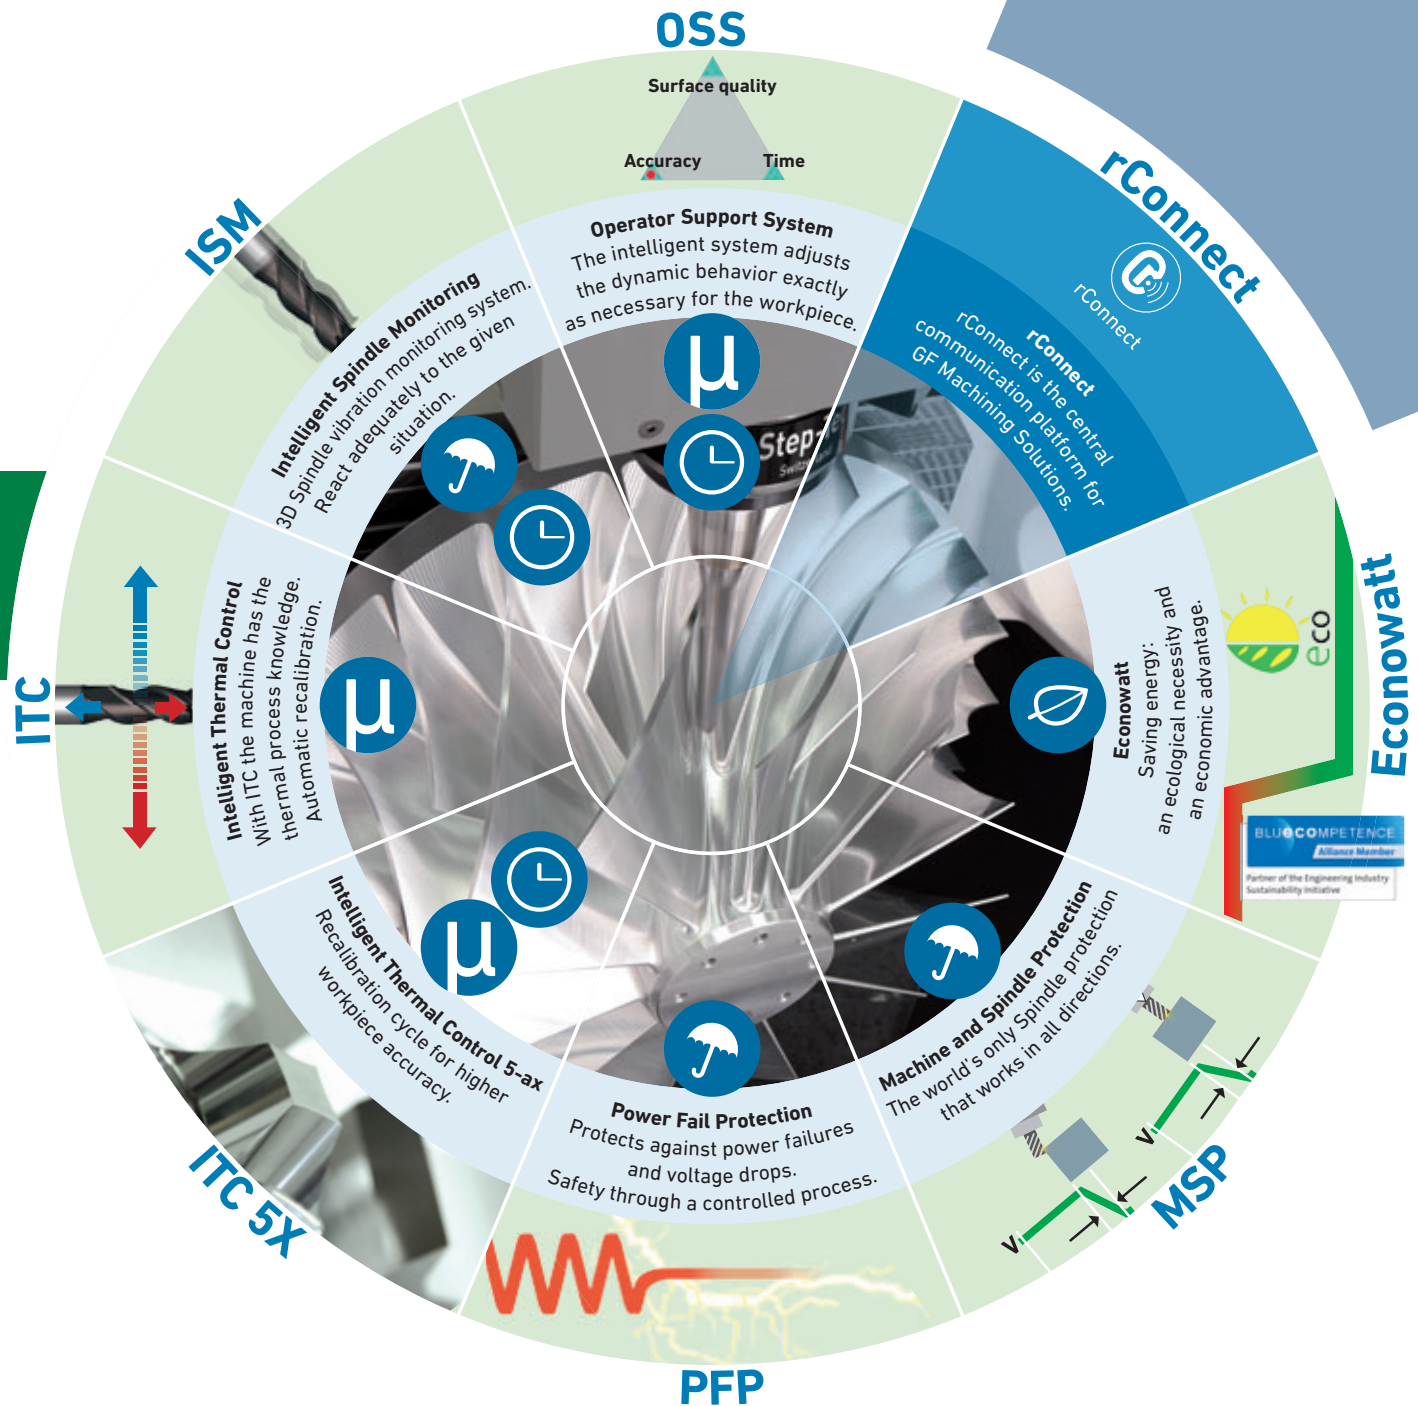 OSS
Surface quality
Accuracy
Time
Operator Support System
The intelligent system adjusts
the dynamic behavior exactly
as necessary for the workpiece.
µ
Step-
rConnect
rConnect
rConnect
rConnect is the central
communication platform for
GF Machining Solutions.
Econowatt
eco
Econowatt
Saving energy:
an ecological necessity and
an economic advantage.
BLUECOMPETENCE
Alliance Member
Partner of the Engineering Industry
Sustainability Initiative
MSP
Machine and Spindle Protection
The world's only Spindle protection
that works in all directions.
V
V
PFP
Power Fail Protection
Protects against power failures
and voltage drops.
Safety through a controlled process.
ITC 5X
Intelligent Thermal Control 5-ax
Recalibration cycle for higher
workpiece accuracy.
µ
ITC
Intelligent Thermal Control
With ITC the machine has the
thermal process knowledge.
Automatic recalibration.
µ
ISM
Intelligent Spindle Monitoring
3D Spindle vibration monitoring system.
React adequately to the given
situation.